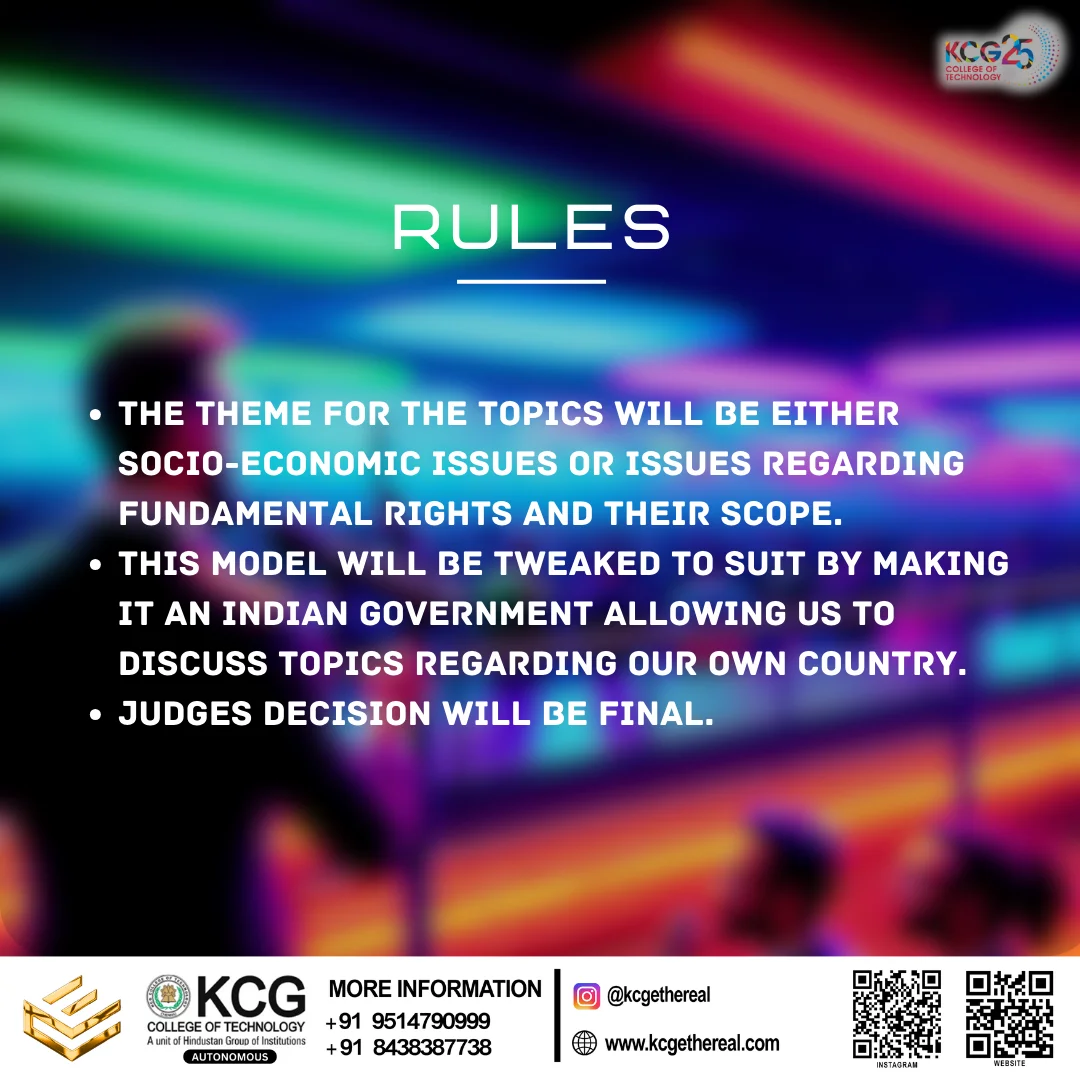 KCG25
COLLEGE OF
TECHNOLOGY
RULES
• THE THEME FOR THE TOPICS WILL BE EITHER
SOCIO-ECONOMIC ISSUES OR ISSUES REGARDING
FUNDAMENTAL RIGHTS AND THEIR SCOPE.
• THIS MODEL WILL BE TWEAKED TO SUIT BY MAKING
IT AN INDIAN GOVERNMENT ALLOWING US TO
DISCUSS TOPICS REGARDING OUR OWN COUNTRY.
• JUDGES DECISION WILL BE FINAL.
KCG
COLLEGE OF TECHNOLOGY
A unit of Hindustan Group of Institutions
AUTONOMOUS
MORE INFORMATION
+91 9514790999
+91 8438387738
@kcgethereal
www.kcgethereal.com
INSTAGRAM
WEBSITE